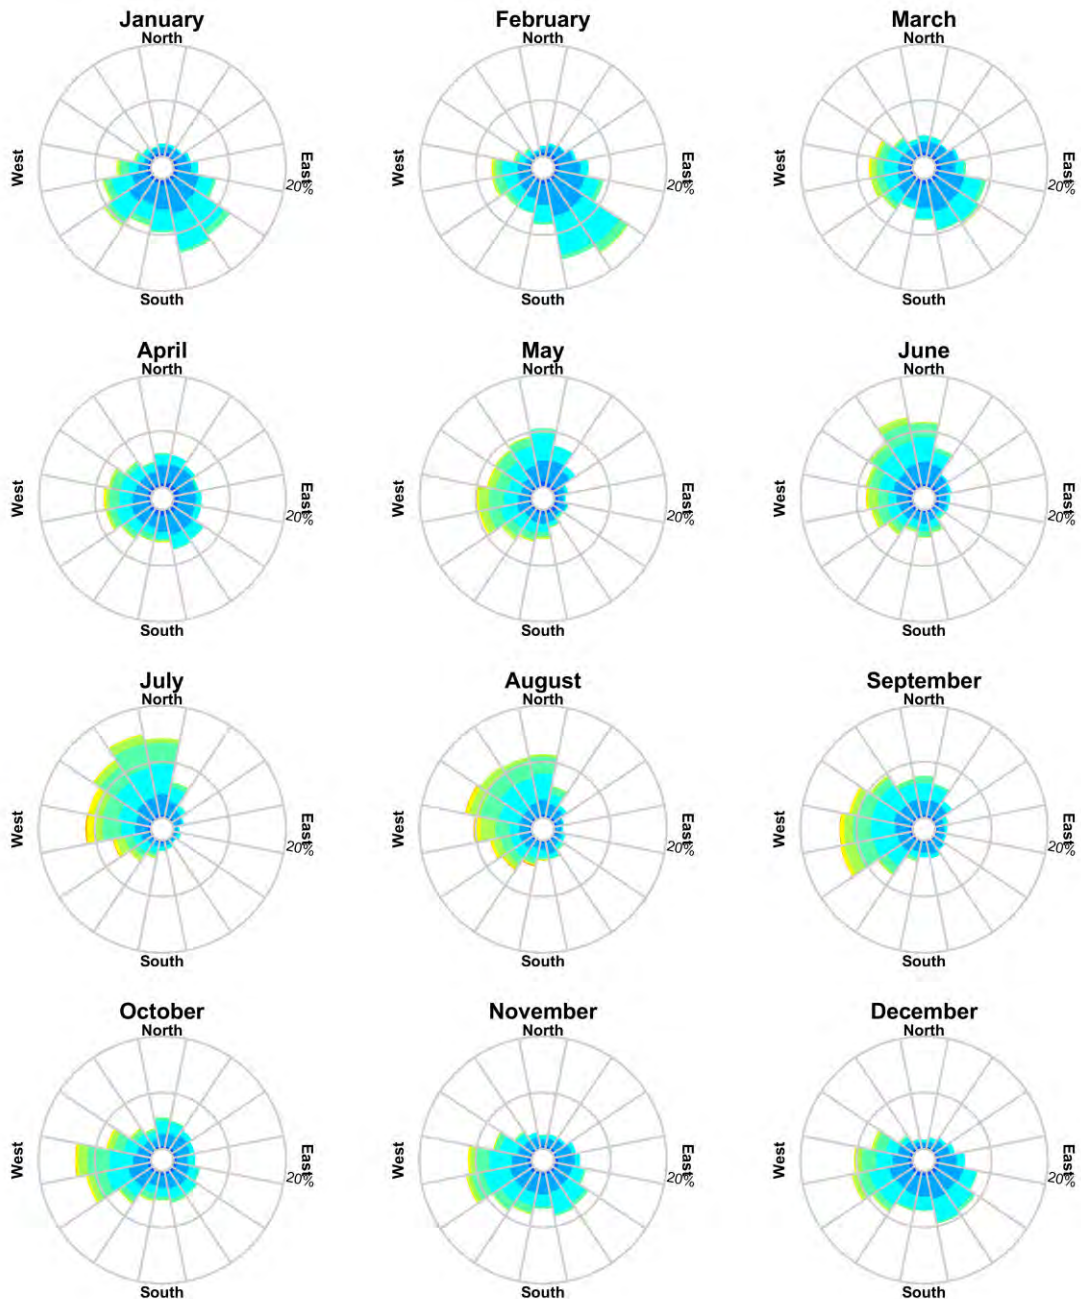 January February March
North North North
West East West East West East
20% 20% 20%
South South South
April May June
North North North
West East West East West East
20% 20% 20%
South South South
July August September
North North North
West East West East West East
20% 20% 20%
South South South
October November December
North North North
West East West East West East
20% 20% 20%
South South South